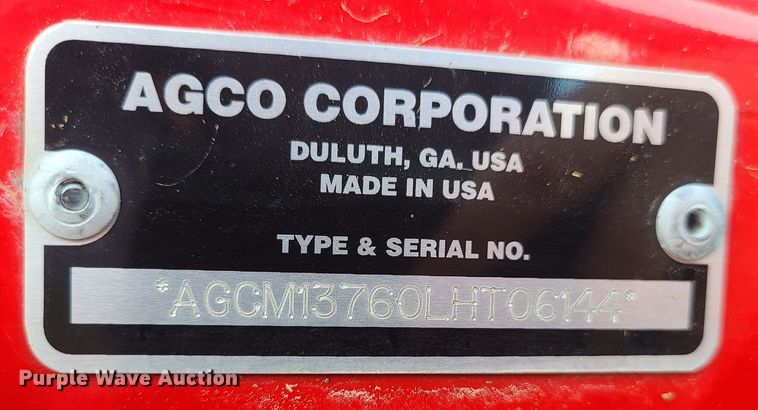 AGCO CORPORATION
DULUTH, GA. USA
MADE IN USA
TYPE & SERIAL NO.
*AGCM13760LHT06144*
Purple Wave Auction